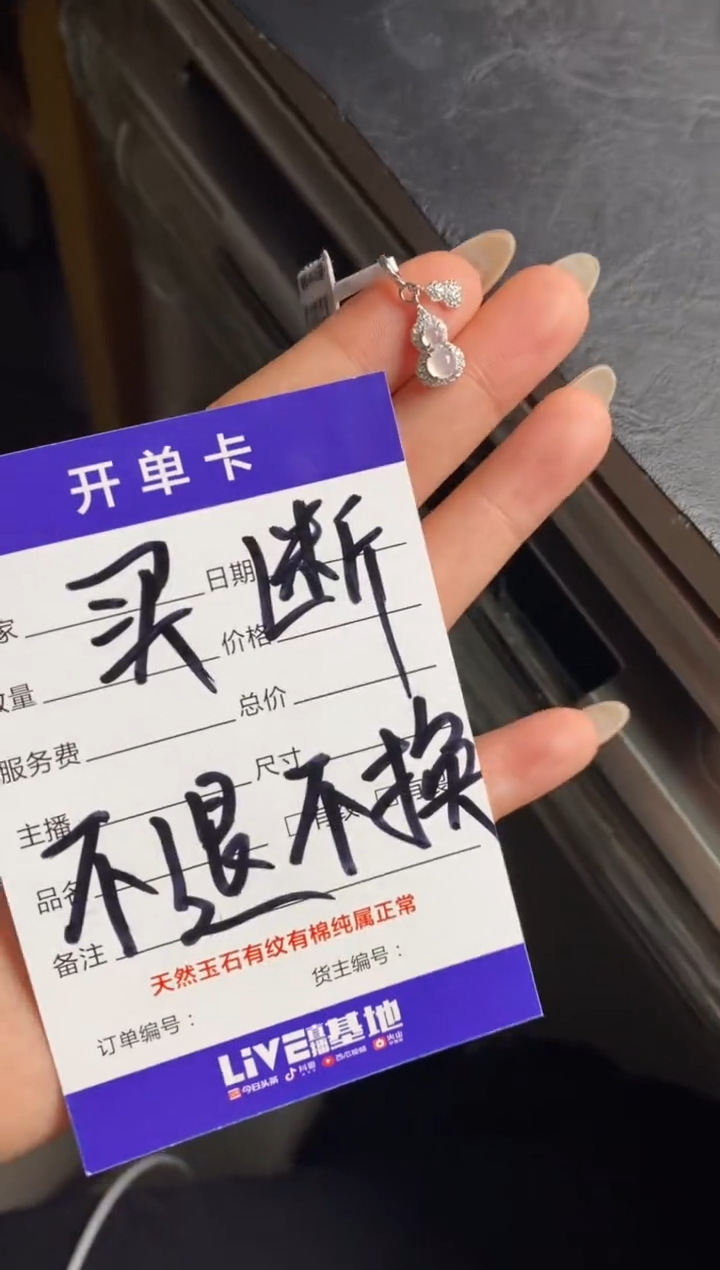 开单卡
买断
家 日期
价格
数量 总价
服务费 尺寸
主播
不退不换
品名
备注
天然玉石有纹有棉纯属正常
订单编号： 货主编号：
LiVE直播基地
今日头条 抖音 西瓜视频 火山